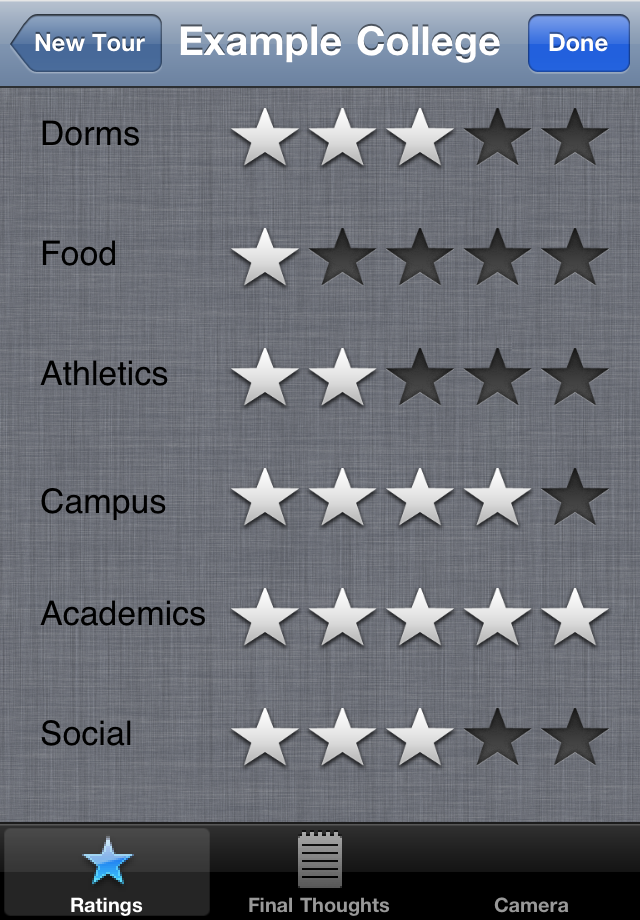 New Tour Example College Done
Dorms
Food
Athletics
Campus
Academics
Social
Ratings Final Thoughts Camera